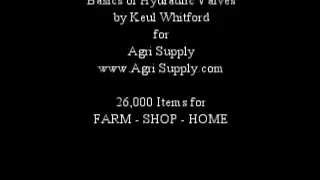 Basics of Hydraulic Valves
by Keul Whitford
for
Agri Supply
www.Agri Supply.com
26,000 Items for
FARM - SHOP - HOME